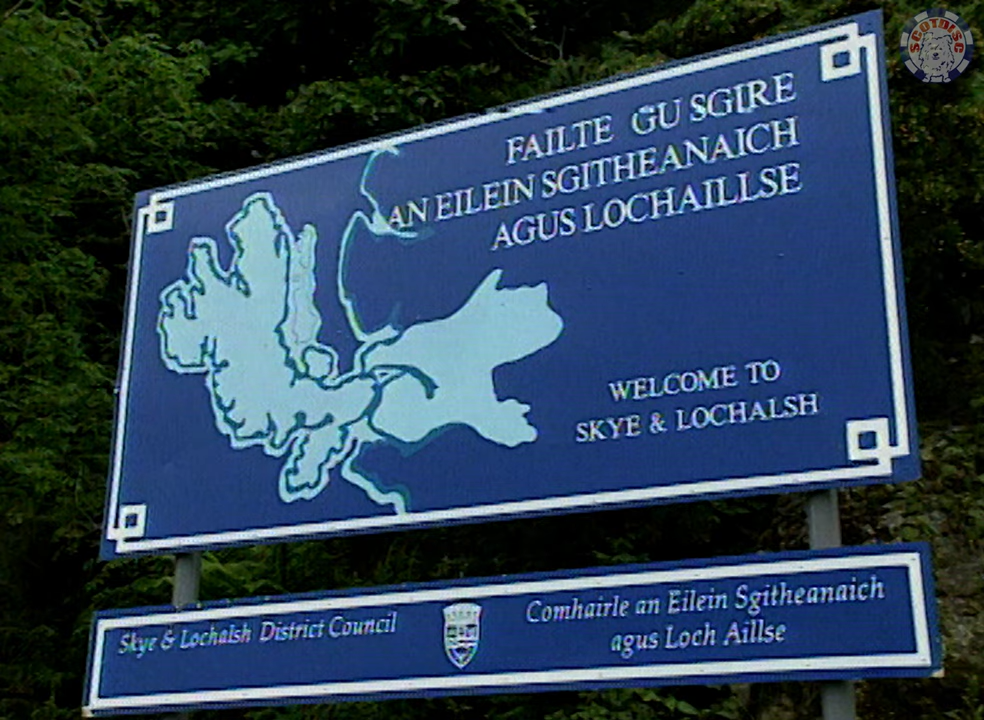 SCOTDISC
FAILTE GU SGIRE
AN EILEIN SGITHEANAICH
AGUS LOCHAILLSE
WELCOME TO
SKYE & LOCHALSH
Skye & Lochalsh District Council
Comhairle an Eilein Sgitheanaich
agus Loch Aillse